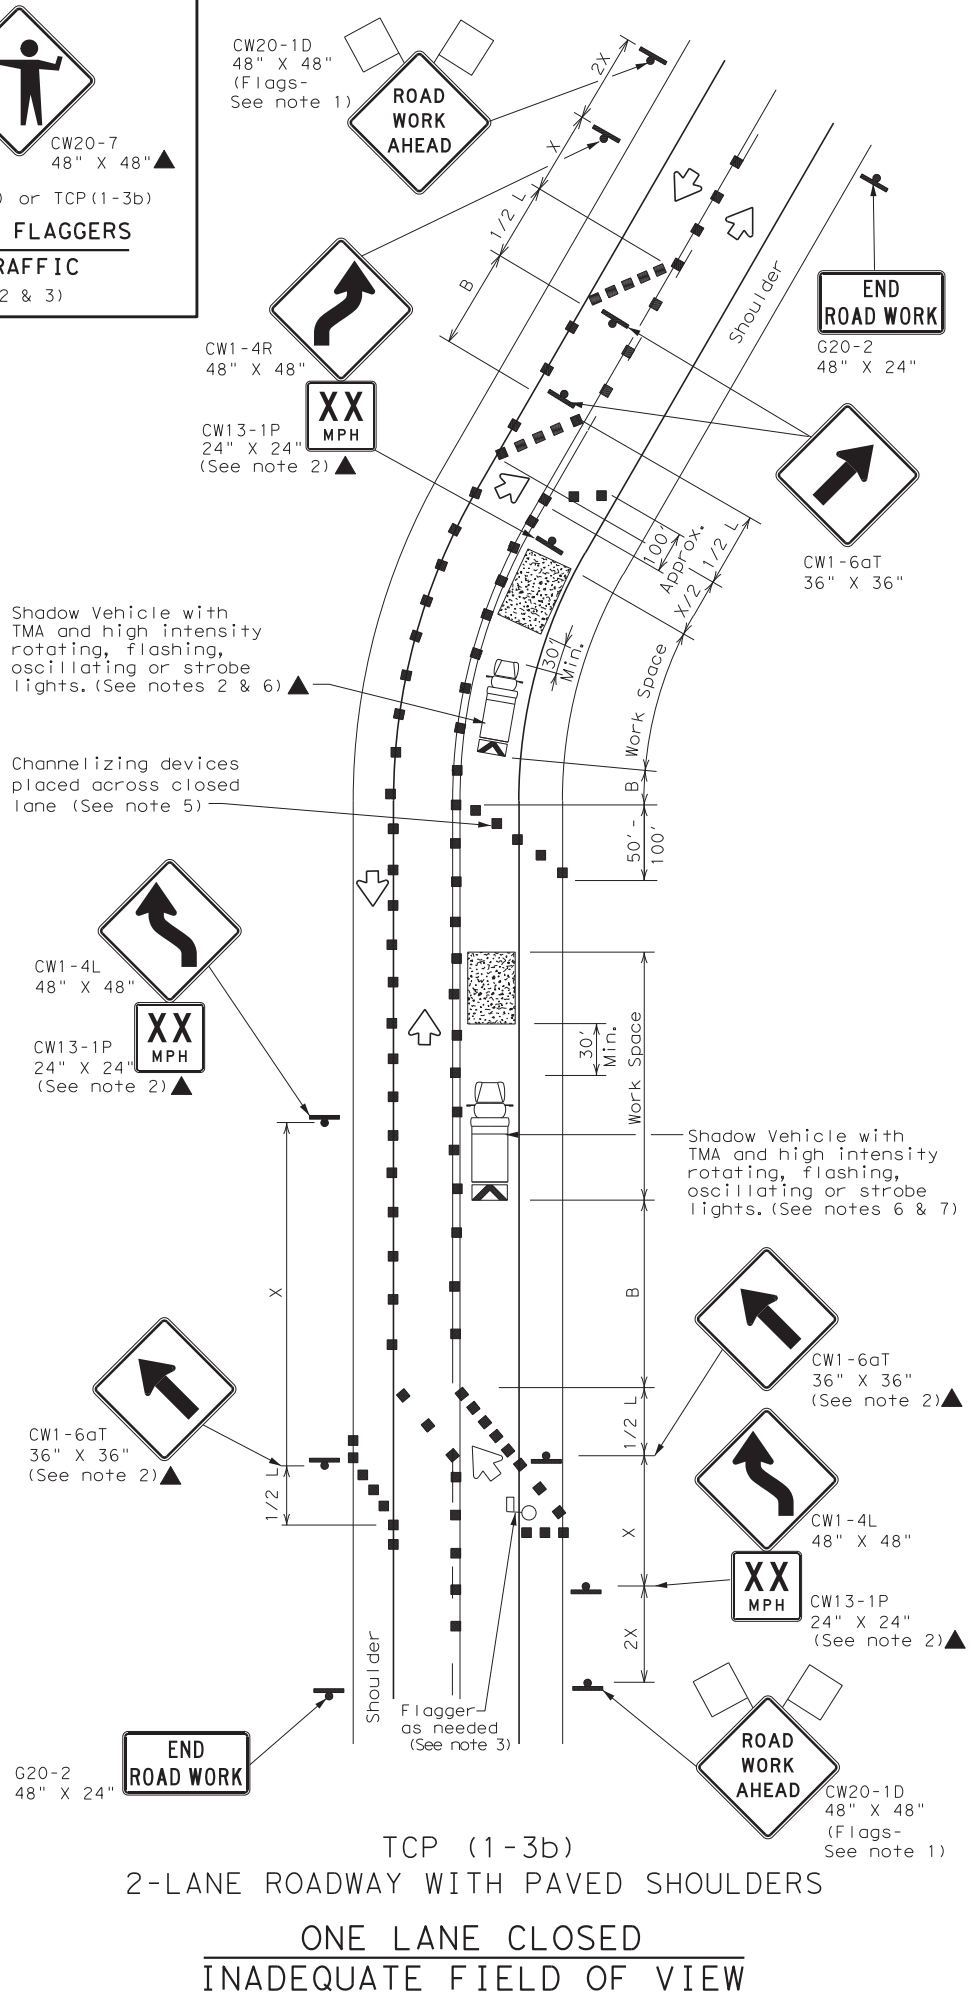 CW20-7
48" X 48"
) or TCP(1-3b)
FLAGGERS
RAFFIC
2 & 3)
CW20-1D
48" X 48"
(Flags-
See note 1)
ROAD
WORK
AHEAD
2X
X
1/2 L
B
CW1-4R
48" X 48"
XX
MPH
CW13-1P
24" X 24"
(See note 2)
Shoulder
END
ROAD WORK
G20-2
48" X 24"
CW1-6aT
36" X 36"
100'
Approx.
1/2 L
X/2
Work Space
B
50' -
100'
30'
Min.
Shadow Vehicle with
TMA and high intensity
rotating, flashing,
oscillating or strobe
lights. (See notes 2 & 6)
Channelizing devices
placed across closed
lane (See note 5)
CW1-4L
48" X 48"
XX
MPH
CW13-1P
24" X 24"
(See note 2)
30'
Min.
Work Space
Shadow Vehicle with
TMA and high intensity
rotating, flashing,
oscillating or strobe
lights. (See notes 6 & 7)
X
B
CW1-6aT
36" X 36"
(See note 2)
1/2 L
CW1-6aT
36" X 36"
(See note 2)
1/2 L
X
CW1-4L
48" X 48"
XX
MPH
CW13-1P
24" X 24"
(See note 2)
2X
Shoulder
Flagger
as needed
(See note 3)
END
ROAD WORK
G20-2
48" X 24"
ROAD
WORK
AHEAD
CW20-1D
48" X 48"
(Flags-
See note 1)
TCP (1-3b)
2-LANE ROADWAY WITH PAVED SHOULDERS
ONE LANE CLOSED
INADEQUATE FIELD OF VIEW